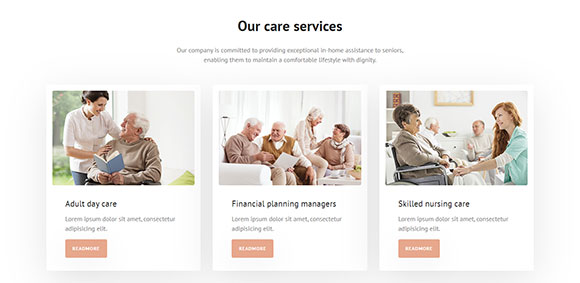 Our care services
Our company is committed to providing exceptional in-home assistance to seniors,
enabling them to maintain a comfortable lifestyle with dignity.
Adult day care
Lorem ipsum dolor sit amet, consectetur
adipisicing elit.
READMORE
Financial planning managers
Lorem ipsum dolor sit amet, consectetur
adipisicing elit.
READMORE
Skilled nursing care
Lorem ipsum dolor sit amet, consectetur
adipisicing elit.
READMORE